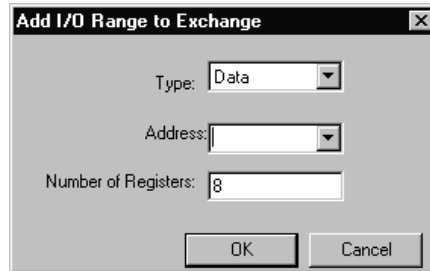 Add I/O Range to Exchange
Type: Data
Address:
Number of Registers: 8
OK Cancel